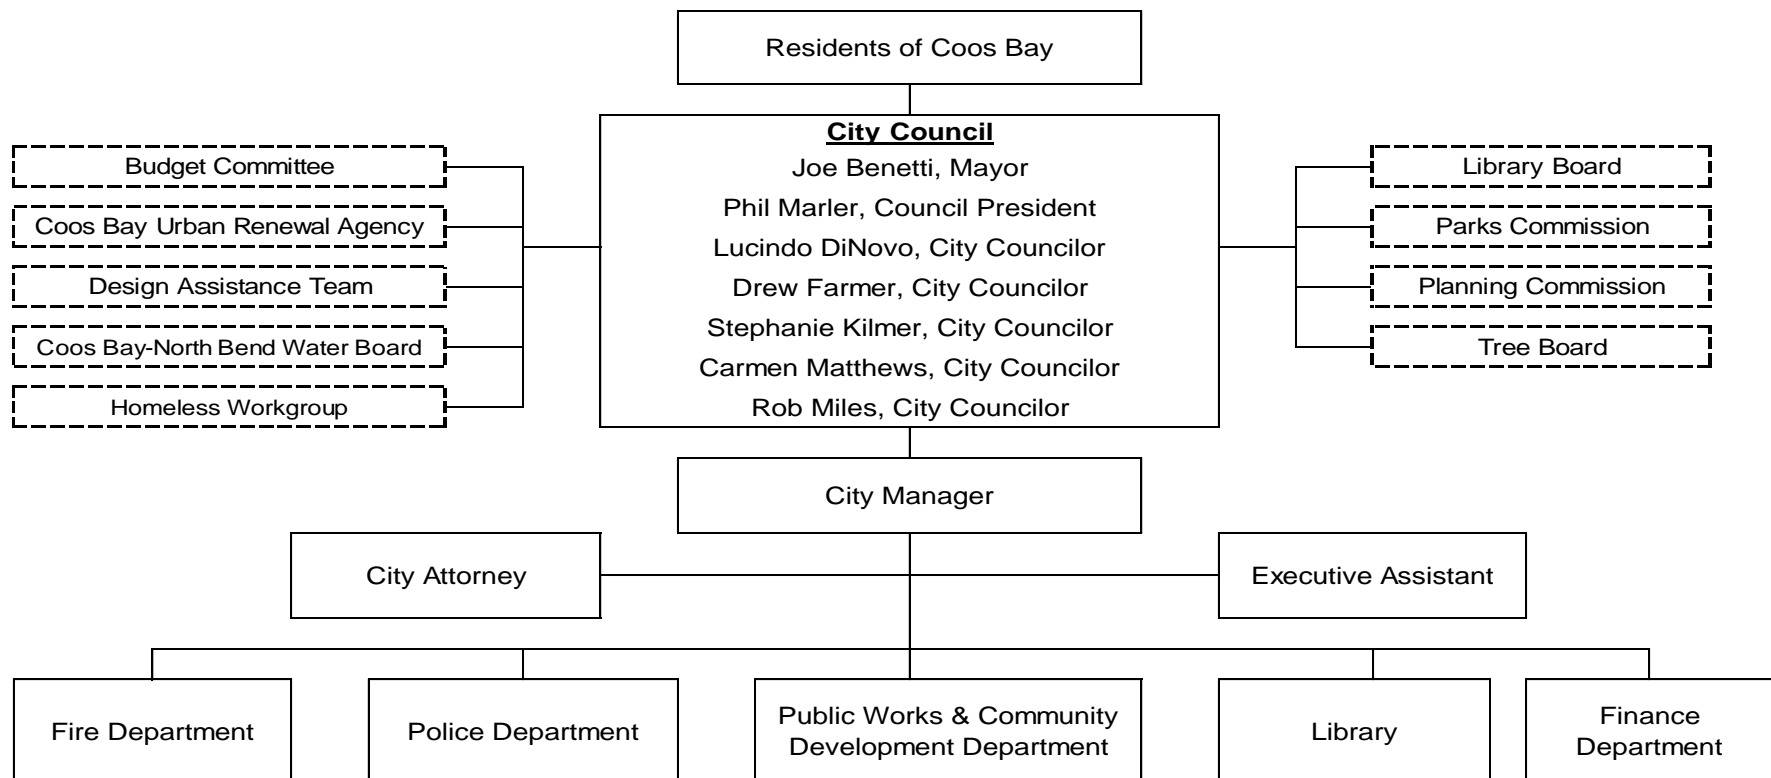 Residents of Coos Bay
City Council
Joe Benetti, Mayor
Phil Marler, Council President
Lucindo DiNovo, City Councilor
Drew Farmer, City Councilor
Stephanie Kilmer, City Councilor
Carmen Matthews, City Councilor
Rob Miles, City Councilor
Budget Committee
Coos Bay Urban Renewal Agency
Design Assistance Team
Coos Bay-North Bend Water Board
Homeless Workgroup
Library Board
Parks Commission
Planning Commission
Tree Board
City Manager
City Attorney
Executive Assistant
Fire Department
Police Department
Public Works & Community
Development Department
Library
Finance
Department